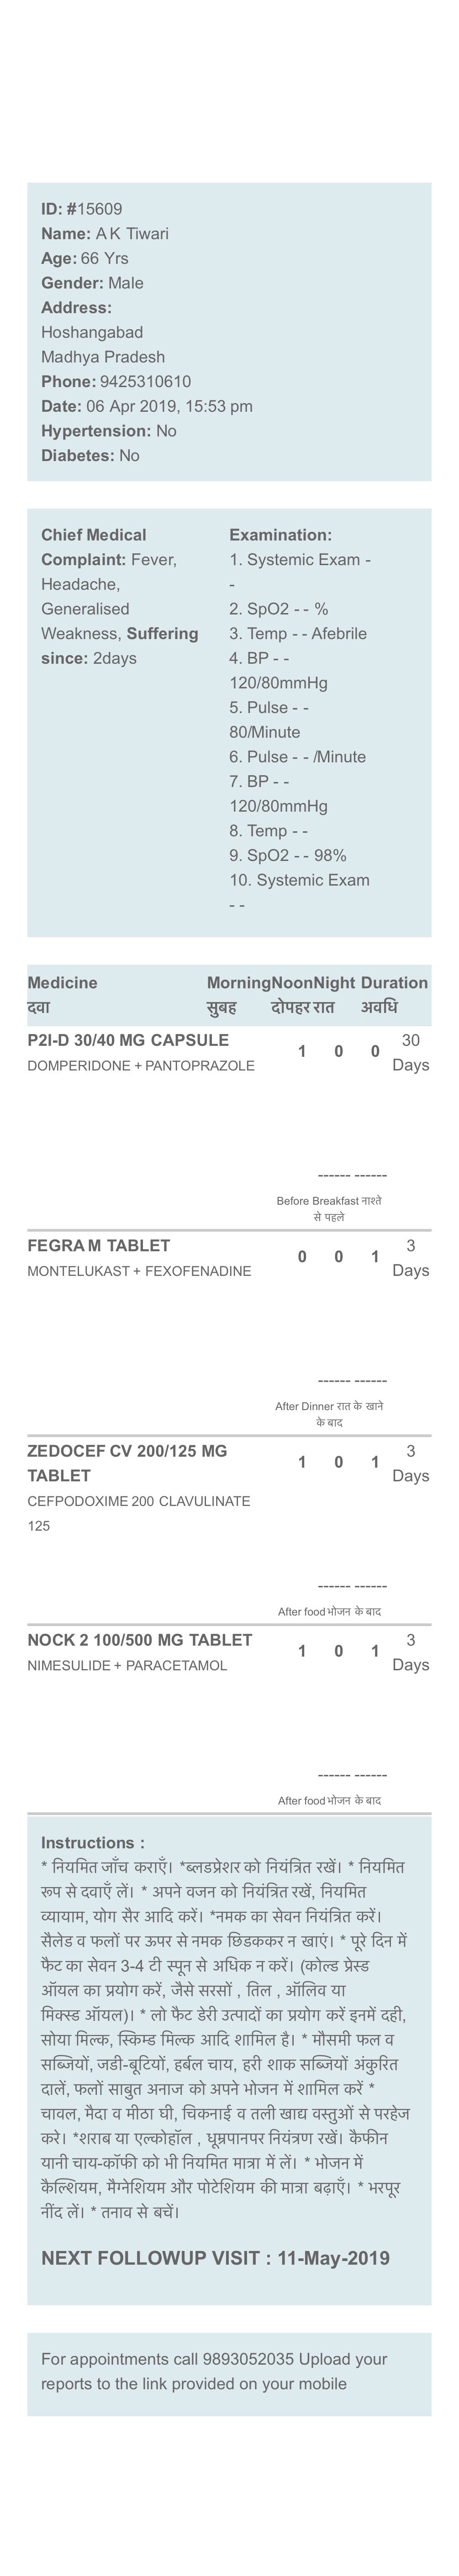 ID: #15609
Name: A K Tiwari
Age: 66 Yrs
Gender: Male
Address:
Hoshangabad
Madhya Pradesh
Phone: 9425310610
Date: 06 Apr 2019, 15:53 pm
Hypertension: No
Diabetes: No
Chief Medical
Complaint: Fever,
Headache,
Generalised
Weakness, Suffering
since: 2days
Examination:
1. Systemic Exam -
-
2. SpO2 - - %
3. Temp - - Afebrile
4. BP - -
120/80mmHg
5. Pulse - -
80/Minute
6. Pulse - - /Minute
7. BP - -
120/80mmHg
8. Temp - -
9. SpO2 - - 98%
10. Systemic Exam
- -
Medicine MorningNoonNight Duration
दवा सुबह दोपहर रात अवधि
P2I-D 30/40 MG CAPSULE 1 0 0 30
DOMPERIDONE + PANTOPRAZOLE Days
------ ------
Before Breakfast नाश्ते
से पहले
FEGRA M TABLET 0 0 1 3
MONTELUKAST + FEXOFENADINE Days
------ ------
After Dinner रात के खाने
के बाद
ZEDOCEF CV 200/125 MG 1 0 1 3
TABLET Days
CEFPODOXIME 200 CLAVULINATE
125
------ ------
After food भोजन के बाद
NOCK 2 100/500 MG TABLET 1 0 1 3
NIMESULIDE + PARACETAMOL Days
------ ------
After food भोजन के बाद
Instructions :
* नियमित जाँच कराएँ। *ब्लडप्रेशर को नियंत्रित रखें। * नियमित
रूप से दवाएँ लें। * अपने वजन को नियंत्रित रखें, नियमित
व्यायाम, योग सैर आदि करें। *नमक का सेवन नियंत्रित करें।
सैलेड व फलों पर ऊपर से नमक छिडककर न खाएं। * पूरे दिन में
फैट का सेवन 3-4 टी स्पून से अधिक न करें। (कोल्ड प्रेस्ड
ऑयल का प्रयोग करें, जैसे सरसों , तिल , ऑलिव या
मिक्स्ड ऑयल)। * लो फैट डेरी उत्पादों का प्रयोग करें इनमें दही,
सोया मिल्क, स्किम्ड मिल्क आदि शामिल है। * मौसमी फल व
सब्जियों, जडी-बूटियों, हर्बल चाय, हरी शाक सब्जियों अंकुरित
दालें, फलों साबुत अनाज को अपने भोजन में शामिल करें *
चावल, मैदा व मीठा घी, चिकनाई व तली खाद्य वस्तुओं से परहेज
करे। *शराब या एल्कोहॉल , धूम्रपानपर नियंत्रण रखें। कैफीन
यानी चाय-कॉफी को भी नियमित मात्रा में लें। * भोजन में
कैल्शियम, मैग्नेशियम और पोटेशियम की मात्रा बढ़ाएँ। * भरपूर
नींद लें। * तनाव से बचें।
NEXT FOLLOWUP VISIT : 11-May-2019
For appointments call 9893052035 Upload your
reports to the link provided on your mobile